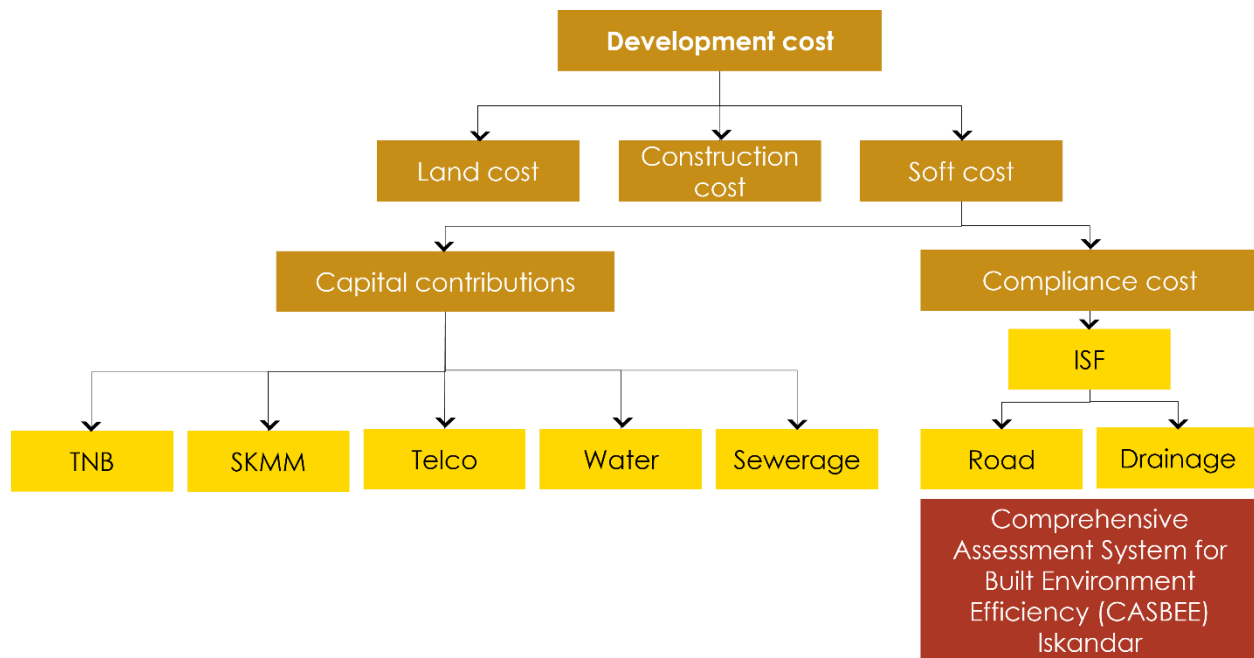 Development cost
Land cost
Construction
cost
Soft cost
Capital contributions
Compliance cost
ISF
TNB
SKMM
Telco
Water
Sewerage
Road
Drainage
Comprehensive
Assessment System for
Built Environment
Efficiency (CASBEE)
Iskandar